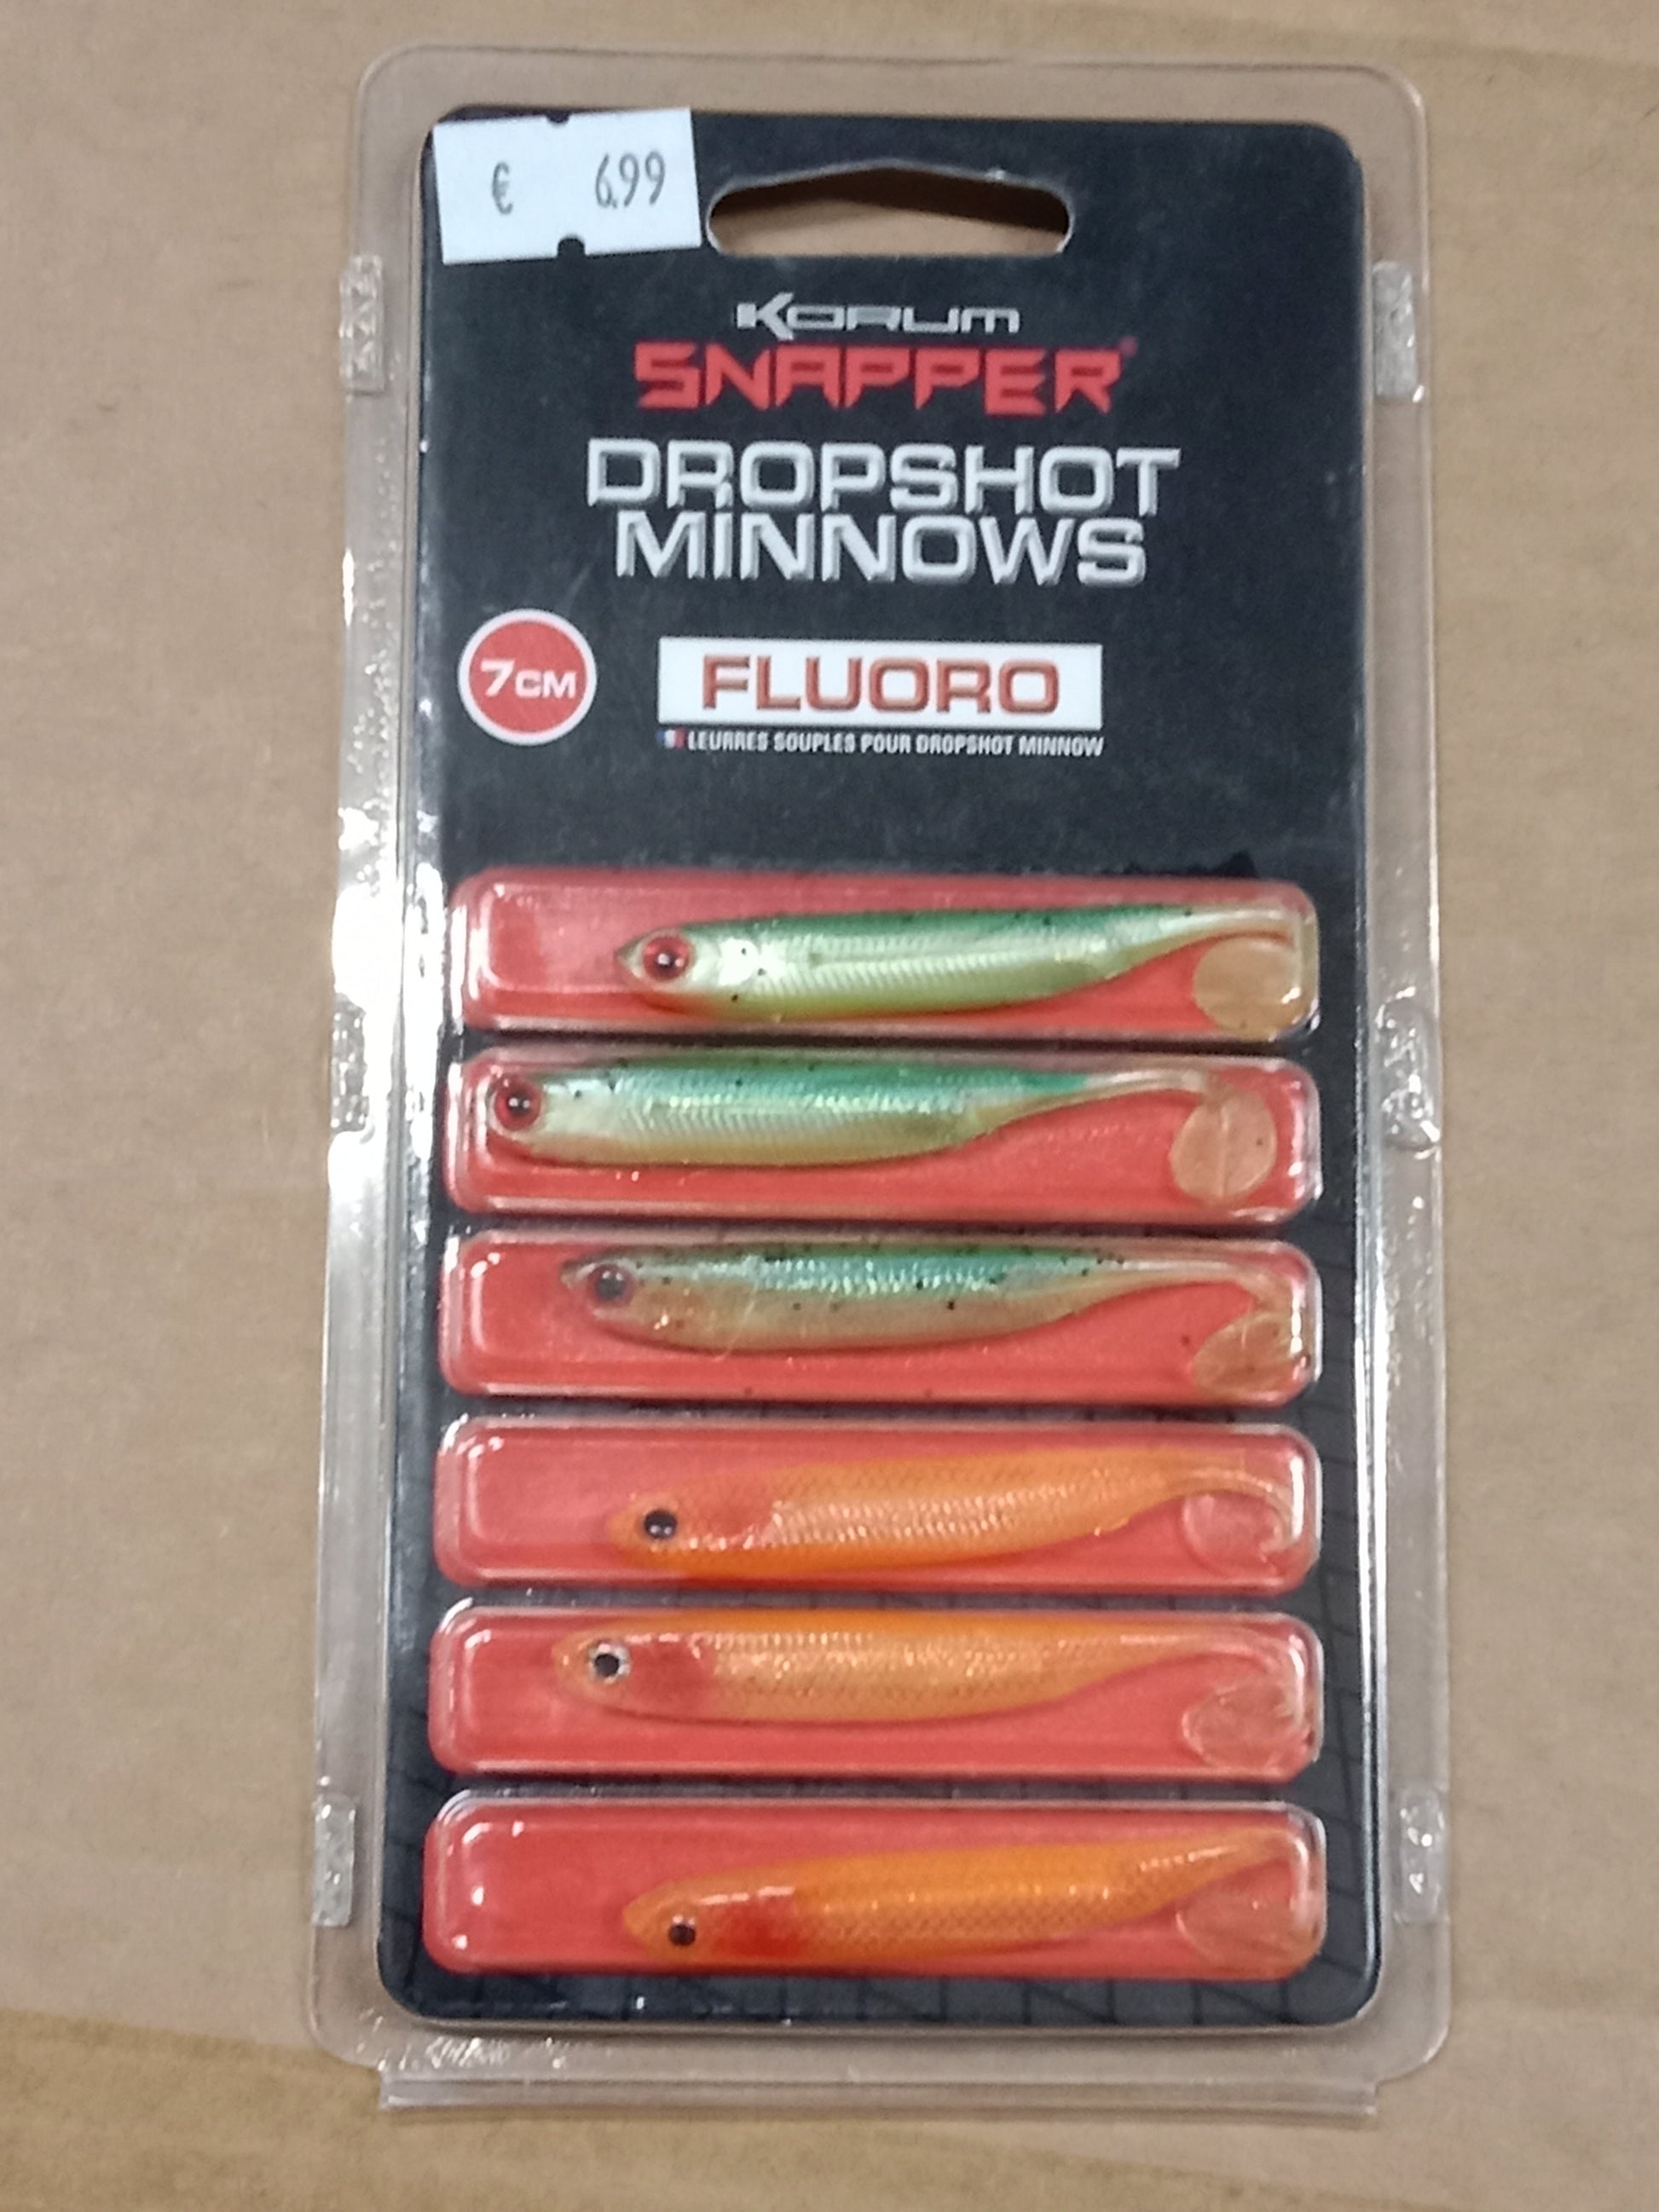 € 6.99
KORUM
SNAPPER®
DROPSHOT
MINNOWS
7CM
FLUORO
LEURRES SOUPLES POUR DROPSHOT MINNOW